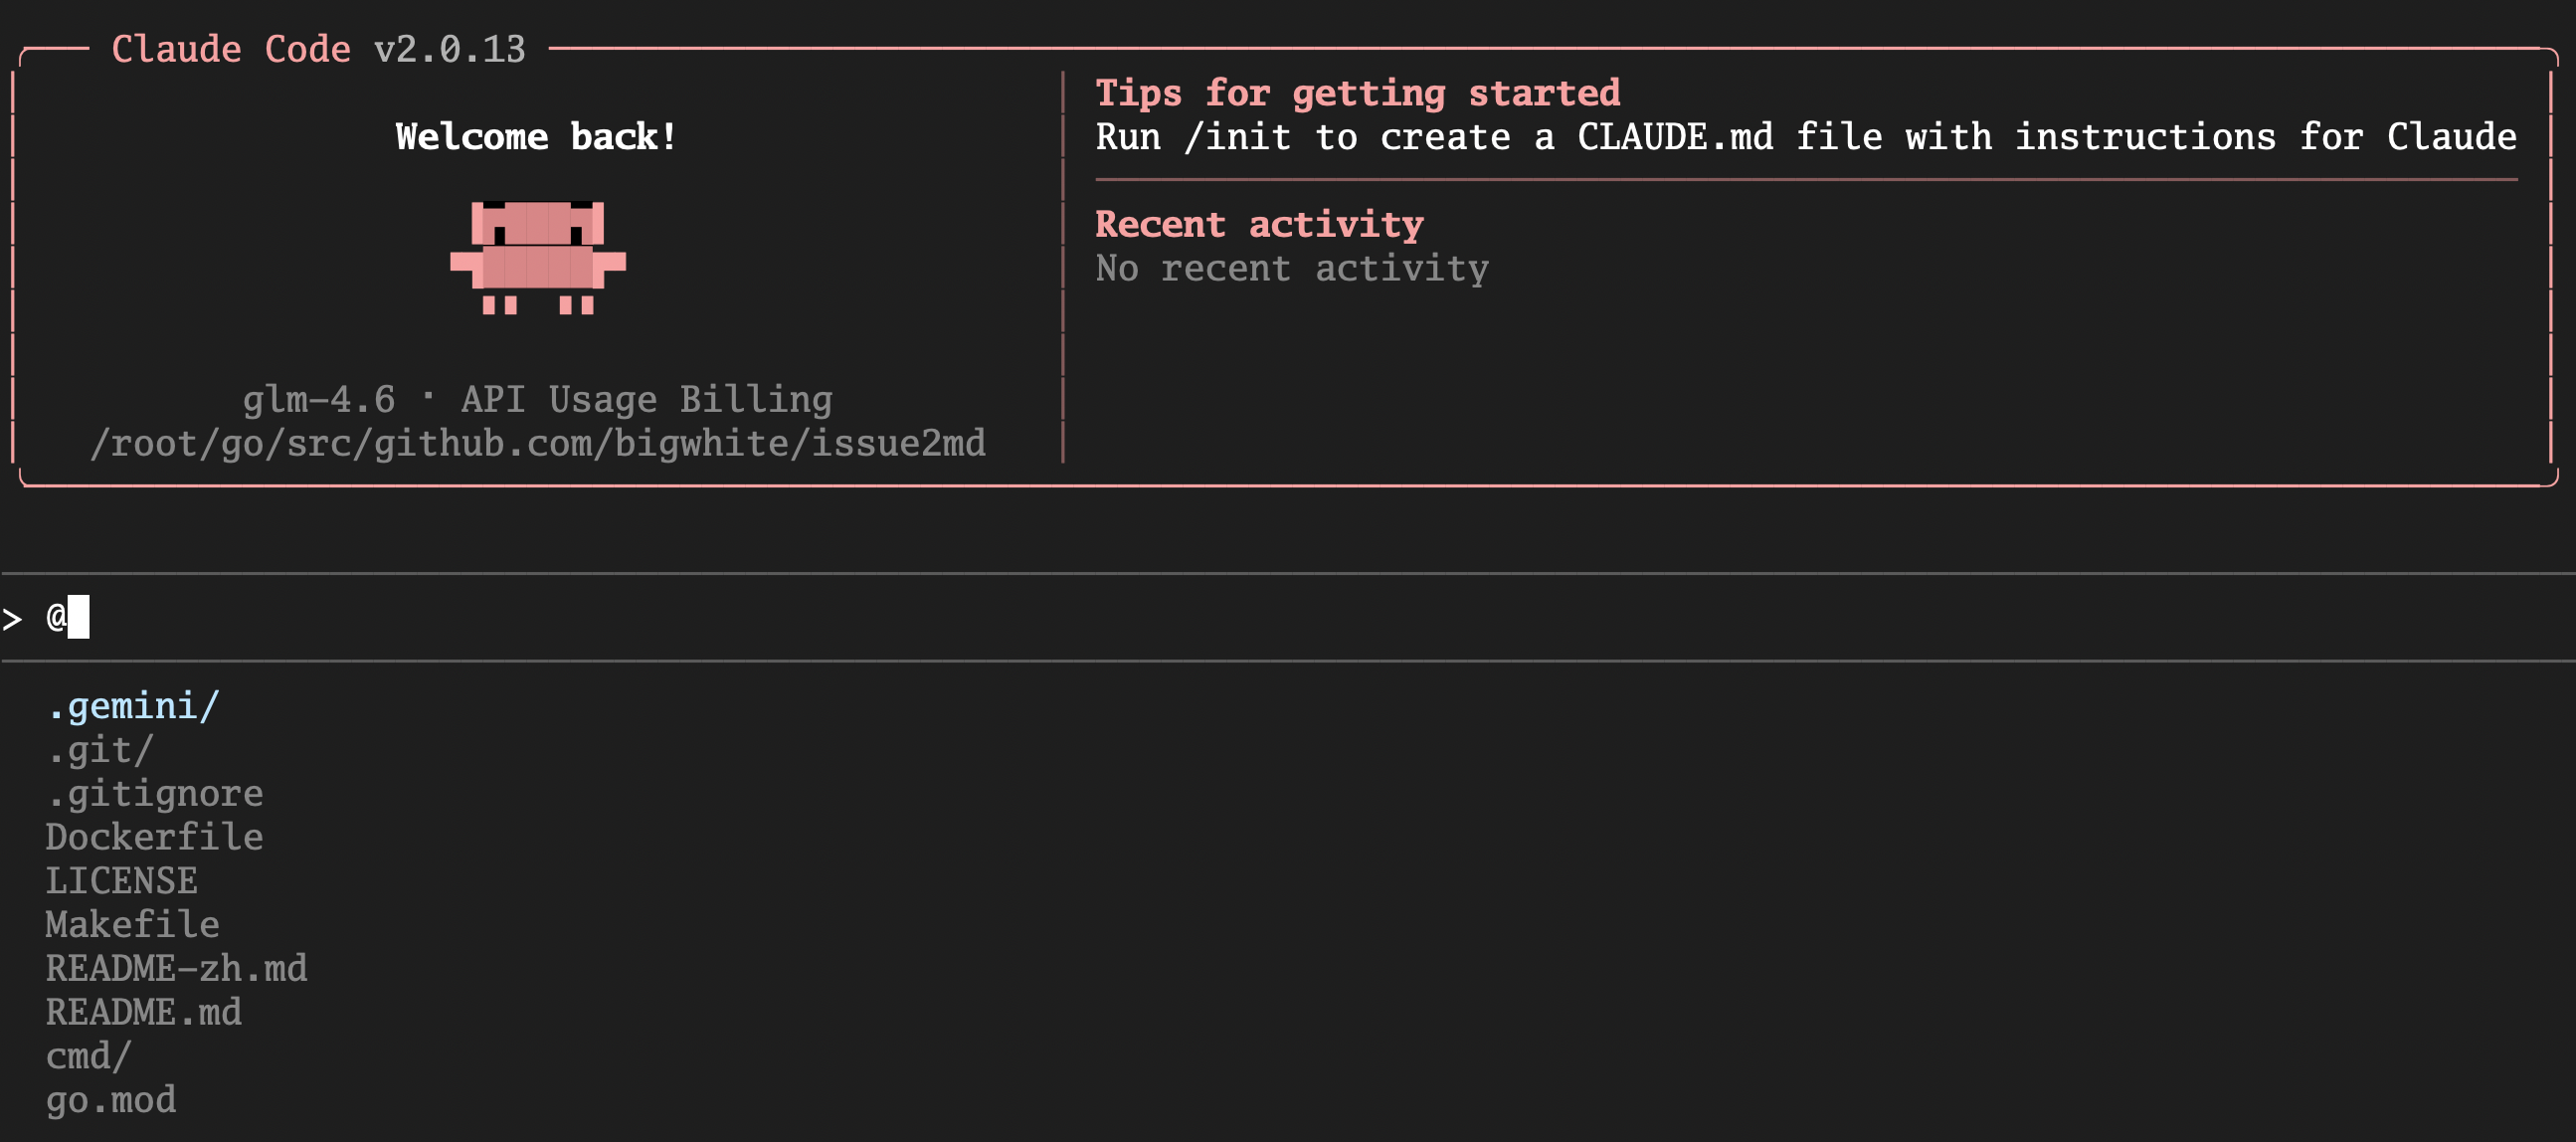 Claude Code v2.0.13
Welcome back!
glm-4.6 · API Usage Billing
/root/go/src/github.com/bigwhite/issue2md
Tips for getting started
Run /init to create a CLAUDE.md file with instructions for Claude
Recent activity
No recent activity
> @
.gemini/
.git/
.gitignore
Dockerfile
LICENSE
Makefile
README-zh.md
README.md
cmd/
go.mod